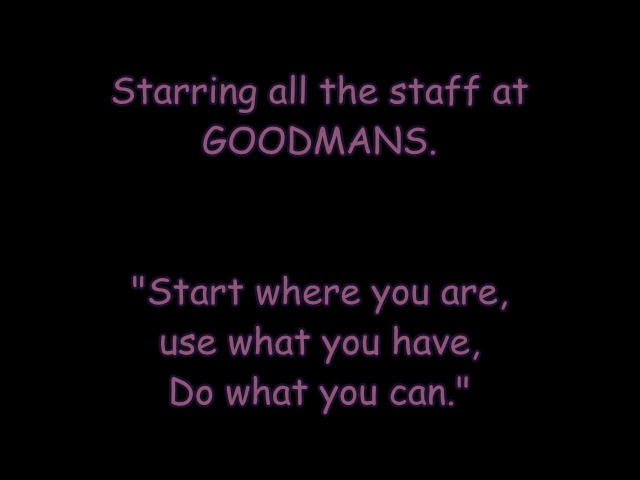 Starring all the staff at
GOODMANS.
"Start where you are,
use what you have,
Do what you can."